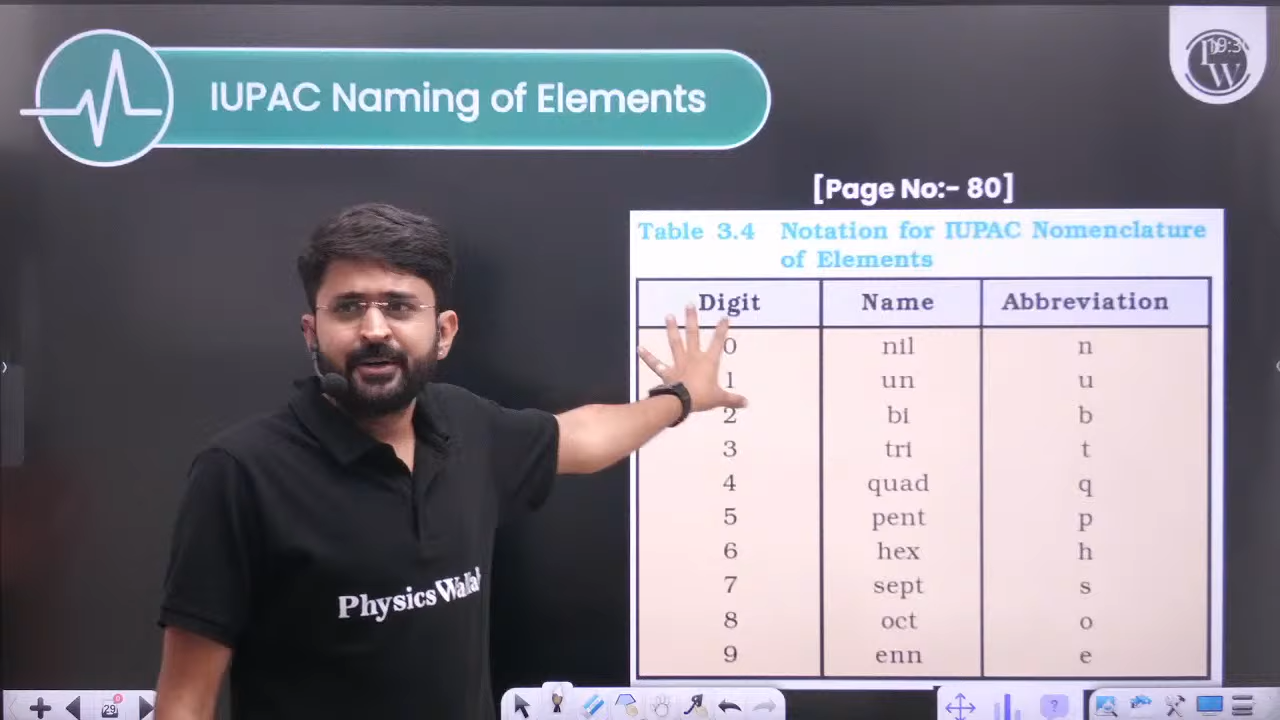 IUPAC Naming of Elements
[Page No:- 80]
Table 3.4 Notation for IUPAC Nomenclature
of Elements
Digit Name Abbreviation
0 nil n
1 un u
2 bi b
3 tri t
4 quad q
5 pent p
6 hex h
7 sept s
8 oct o
9 enn e
Physics
29